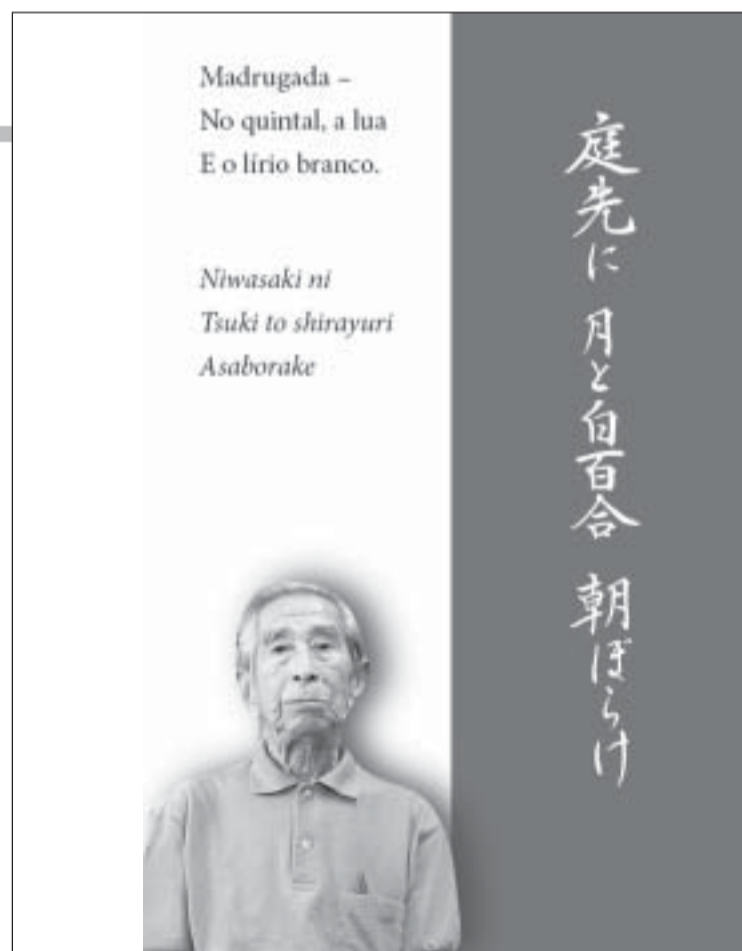 Madrugada –
No quintal, a lua
E o lírio branco.
Niwasaki ni
Tsuki to shirayuri
Asaborake
庭先に 月と白百合 朝ぼらけ